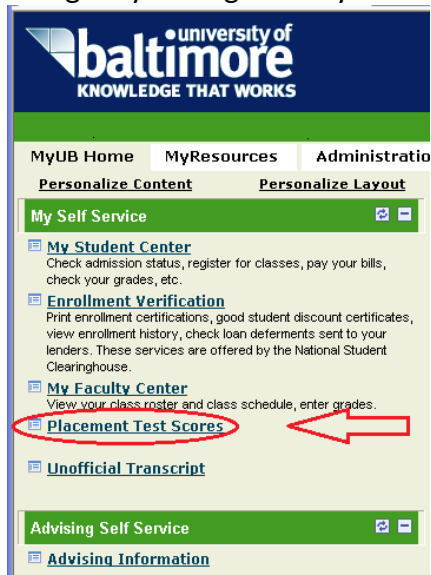 university of
baltimore
KNOWLEDGE THAT WORKS
MyUB Home MyResources Administratio
Personalize Content Personalize Layout
My Self Service
My Student Center
Check admission status, register for classes, pay your bills,
check your grades, etc.
Enrollment Verification
Print enrollment certifications, good student discount certificates,
view enrollment history, check loan deferments sent to your
lenders. These services are offered by the National Student
Clearinghouse.
My Faculty Center
View your class roster and class schedule, enter grades.
Placement Test Scores
Unofficial Transcript
Advising Self Service
Advising Information